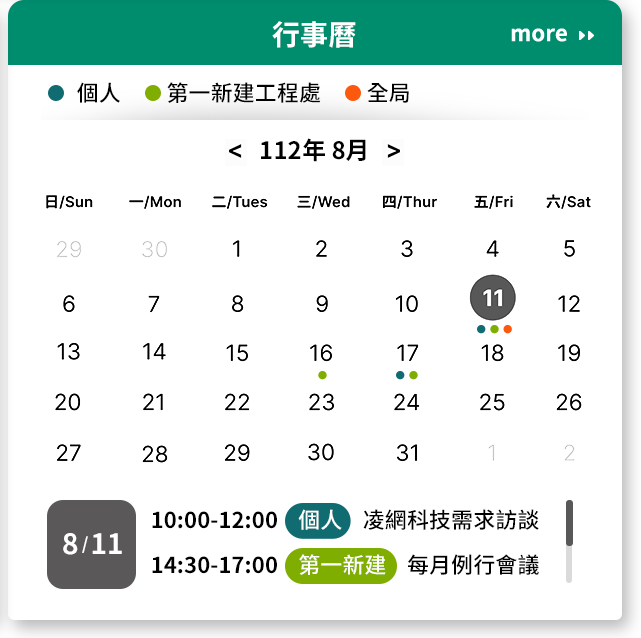 行事曆
more
個人 第一新建工程處 全局
< 112年 8月 >
日/Sun 一/Mon 二/Tues 三/Wed 四/Thur 五/Fri 六/Sat
29 30 1 2 3 4 5
6 7 8 9 10 11 12
13 14 15 16 17 18 19
20 21 22 23 24 25 26
27 28 29 30 31 1 2
8/11
10:00-12:00 個人 凌網科技需求訪談
14:30-17:00 第一新建 每月例行會議